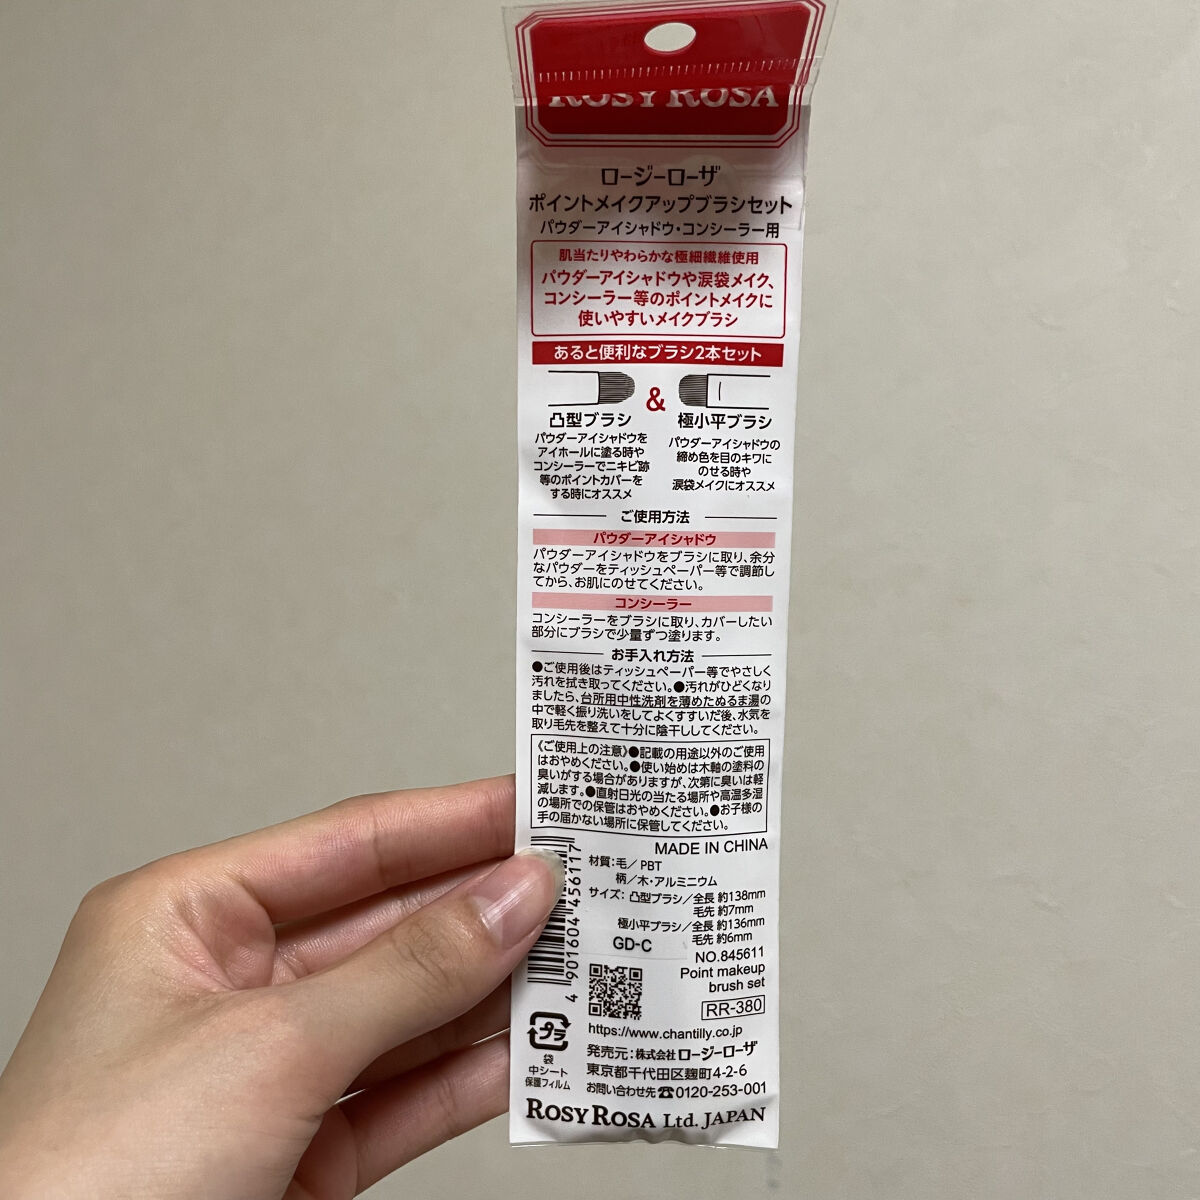 ROSY ROSA
ロージーローザ
ポイントメイクアップブラシセット
パウダーアイシャドウ・コンシーラー用
肌当たりやわらかな極細繊維使用
パウダーアイシャドウや涙袋メイク、
コンシーラー等のポイントメイクに
使いやすいメイクブラシ
あると便利なブラシ2本セット
&
凸型ブラシ
パウダーアイシャドウを
アイホールに塗る時や
コンシーラーでニキビ跡
等のポイントカバーを
する時にオススメ
極小平ブラシ
パウダーアイシャドウの
締め色を目のキワに
のせる時や
涙袋メイクにオススメ
ご使用方法
パウダーアイシャドウ
パウダーアイシャドウをブラシに取り、余分
なパウダーをティッシュペーパー等で調節し
てから、お肌にのせてください。
コンシーラー
コンシーラーをブラシに取り、カバーしたい
部分にブラシで少量ずつ塗ります。
お手入れ方法
●ご使用後はティッシュペーパー等でやさしく
汚れを拭き取ってください。●汚れがひどくなり
ましたら、台所用中性洗剤を薄めたぬるま湯の
中で軽く振り洗いをしてよくすすいだ後、水気を
取り毛先を整えて十分に陰干ししてください。
《ご使用上の注意》●記載の用途以外のご使用
はおやめください。●使い始めは木軸の塗料の
臭いがする場合がありますが、次第に臭いは軽
減します。●直射日光の当たる場所や高温多湿
の場所での保管はおやめください。●お子様の
手の届かない場所に保管してください。
MADE IN CHINA
材質:毛/PBT
柄/木・アルミニウム
サイズ:凸型ブラシ/全長 約138mm
毛先 約7mm
極小平ブラシ/全長 約136mm
毛先 約6mm
GD-C
NO.845611
Point makeup
brush set
RR-380
4 901604 456117
https://www.chantilly.co.jp
プラ
袋
中シート
保護フィルム
発売元:株式会社ロージーローザ
東京都千代田区麹町4-2-6
お問い合わせ先☎0120-253-001
ROSY ROSA Ltd. JAPAN